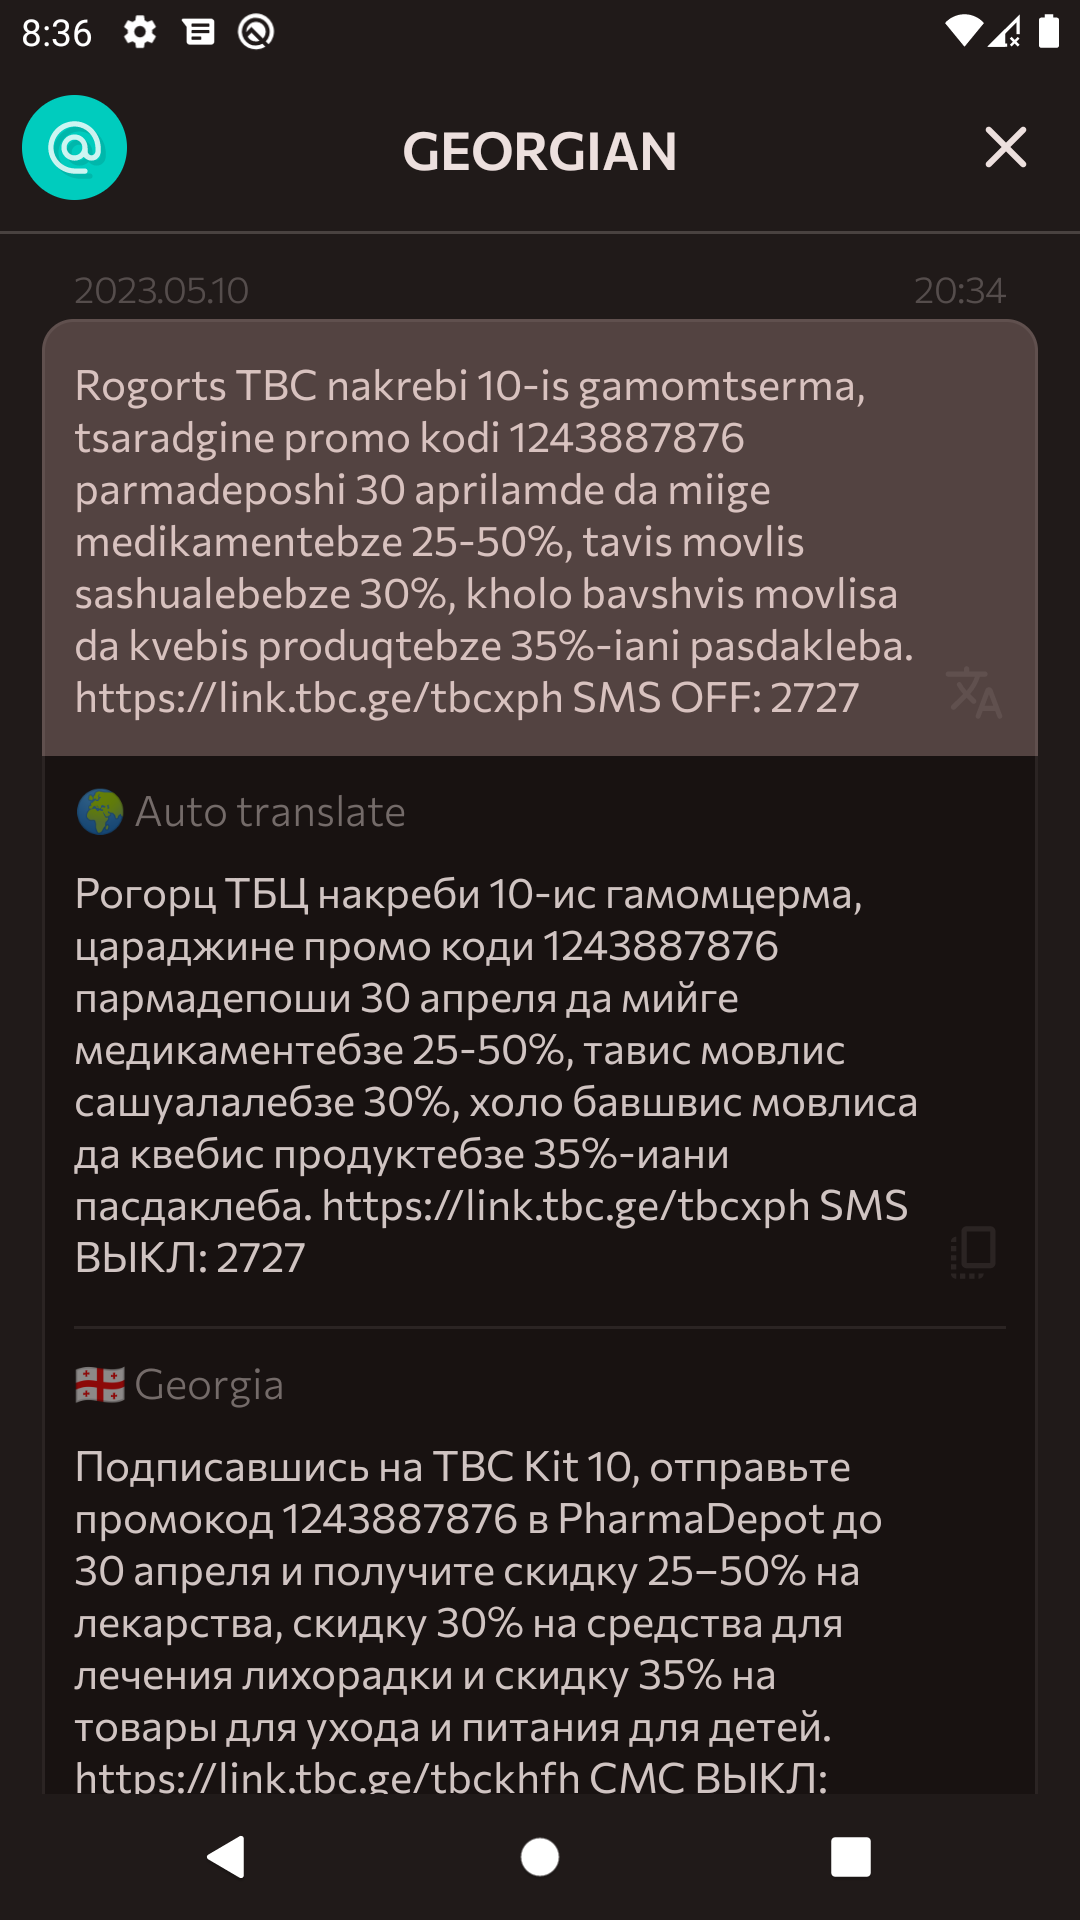 8:36
GEORGIAN
2023.05.10 20:34
Rogorts TBC nakrebi 10-is gamomtserma,
tsaradgine promo kodi 1243887876
parmadeposhi 30 aprilamde da miige
medikamentebze 25-50%, tavis movlis
sashualebebze 30%, kholo bavshvis movlisa
da kvebis produqtebze 35%-iani pasdakleba.
https://link.tbc.ge/tbcxph SMS OFF: 2727
Auto translate
Рогорц ТБЦ накреби 10-ис гамомцерма,
цараджине промо коди 1243887876
пармадепоши 30 апреля да мийге
медикаментебзе 25-50%, тавис мовлис
сашуалалебзе 30%, холо бавшвис мовлиса
да квебис продуктебзе 35%-иани
пасдаклеба. https://link.tbc.ge/tbcxph SMS
ВЫКЛ: 2727
Georgia
Подписавшись на TBC Kit 10, отправьте
промокод 1243887876 в PharmaDepot до
30 апреля и получите скидку 25–50% на
лекарства, скидку 30% на средства для
лечения лихорадки и скидку 35% на
товары для ухода и питания для детей.
https://link.tbc.ge/tbckhfh СМС ВЫКЛ: